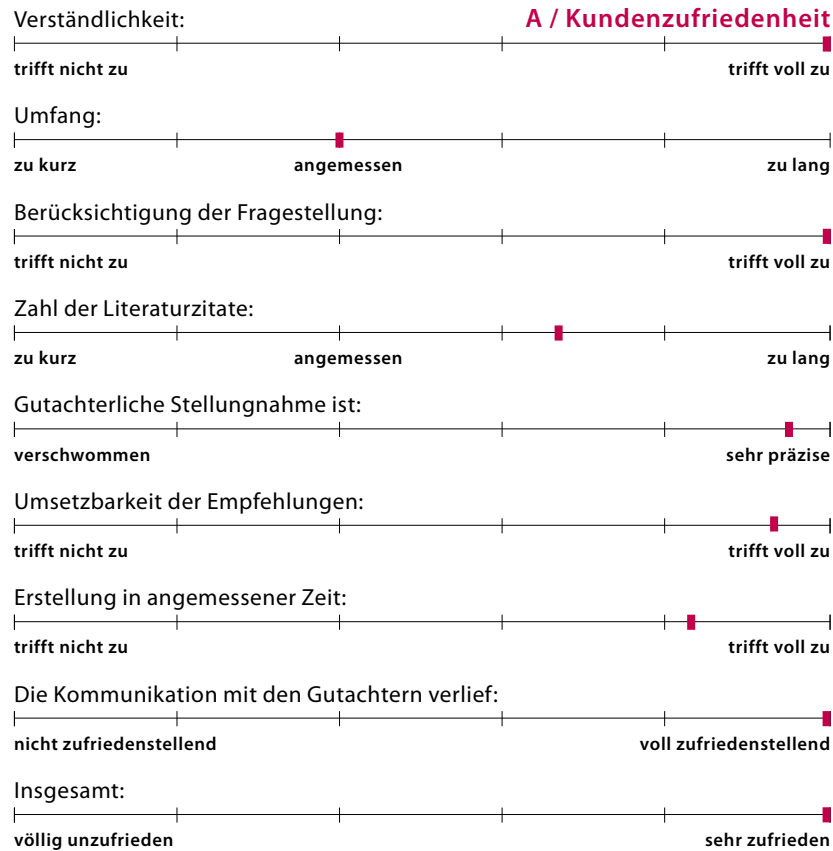 Verständlichkeit:
A / Kundenzufriedenheit
trifft nicht zu
trifft voll zu
Umfang:
zu kurz
angemessen
zu lang
Berücksichtigung der Fragestellung:
trifft nicht zu
trifft voll zu
Zahl der Literaturzitate:
zu kurz
angemessen
zu lang
Gutachterliche Stellungnahme ist:
verschwommen
sehr präzise
Umsetzbarkeit der Empfehlungen:
trifft nicht zu
trifft voll zu
Erstellung in angemessener Zeit:
trifft nicht zu
trifft voll zu
Die Kommunikation mit den Gutachtern verlief:
nicht zufriedenstellend
voll zufriedenstellend
Insgesamt:
völlig unzufrieden
sehr zufrieden